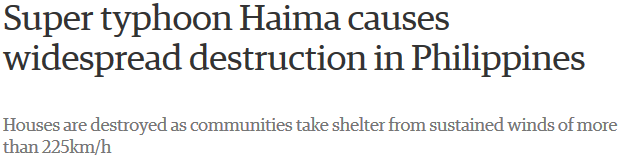 Super typhoon Haima causes
widespread destruction in Philippines
Houses are destroyed as communities take shelter from sustained winds of more
than 225km/h